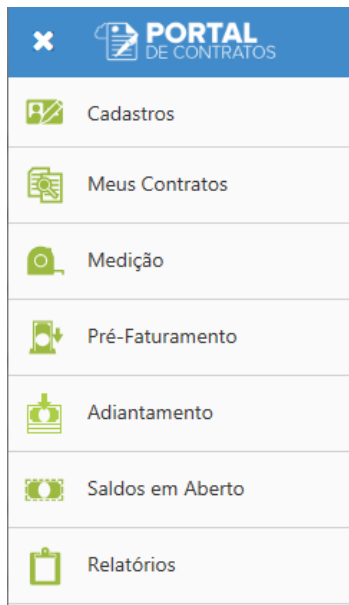 PORTAL
DE CONTRATOS
Cadastros
Meus Contratos
Medição
Pré-Faturamento
Adiantamento
Saldos em Aberto
Relatórios